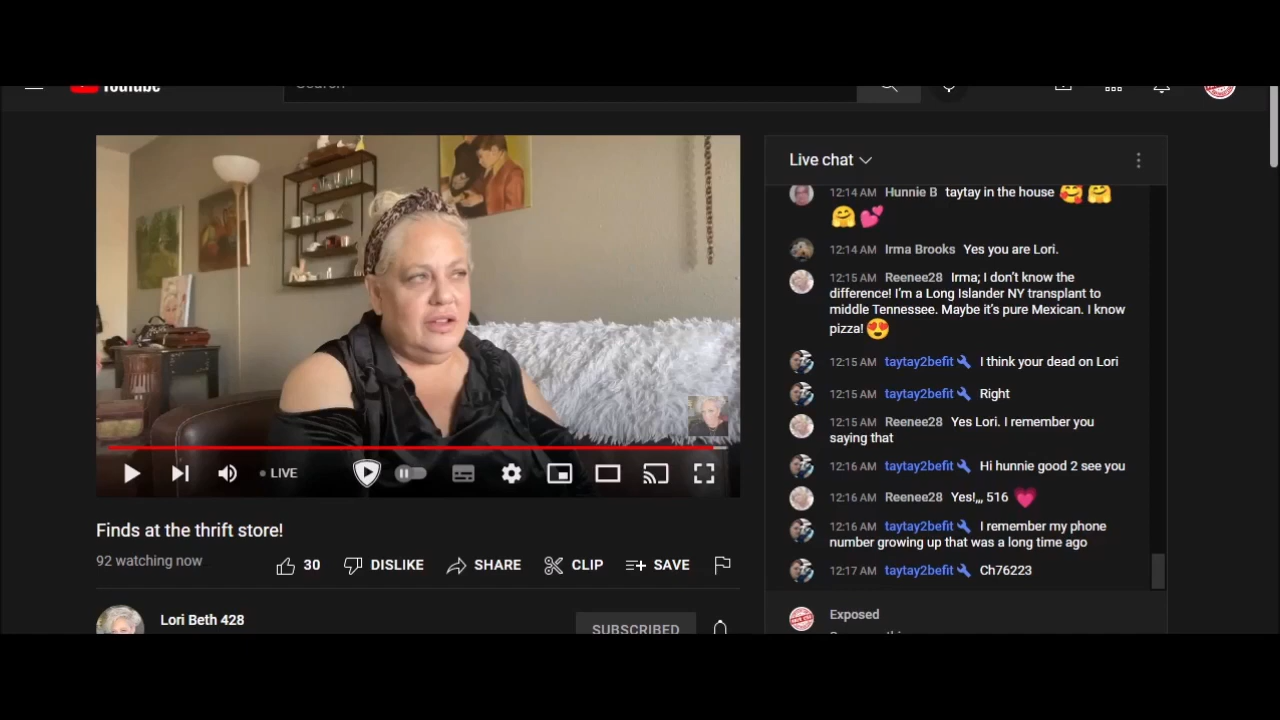 YouTube
Search
Live chat
12:14 AM Hunnie B taytay in the house
12:14 AM Irma Brooks Yes you are Lori.
12:15 AM Reenee28 Irma; I don't know the
difference! I'm a Long Islander NY transplant to
middle Tennessee. Maybe it's pure Mexican. I know
pizza!
12:15 AM taytay2befit I think your dead on Lori
12:15 AM taytay2befit Right
12:15 AM Reenee28 Yes Lori. I remember you
saying that
12:16 AM taytay2befit Hi hunnie good 2 see you
12:16 AM Reenee28 Yes!,,, 516
12:16 AM taytay2befit I remember my phone
number growing up that was a long time ago
12:17 AM taytay2befit Ch76223
Exposed
LIVE
Finds at the thrift store!
92 watching now
30 DISLIKE SHARE CLIP SAVE
Lori Beth 428
SUBSCRIBED